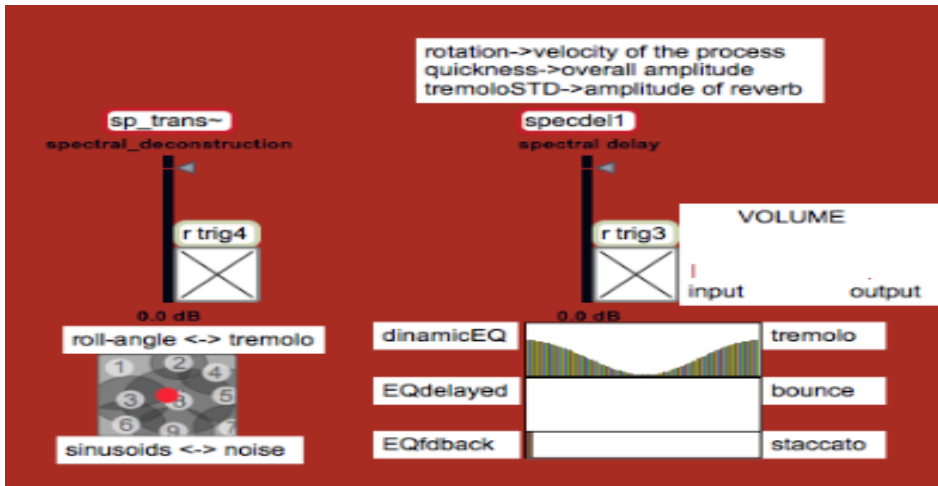 rotation->velocity of the process
quickness->overall amplitude
tremoloSTD->amplitude of reverb
sp_trans~
specdel1
spectral_deconstruction
spectral delay
VOLUME
r trig4
r trig3
input
output
0.0 dB
0.0 dB
roll-angle <-> tremolo
dinamicEQ
tremolo
1
2
4
3
8
5
EQdelayed
bounce
6
9
7
sinusoids <-> noise
EQfdback
staccato